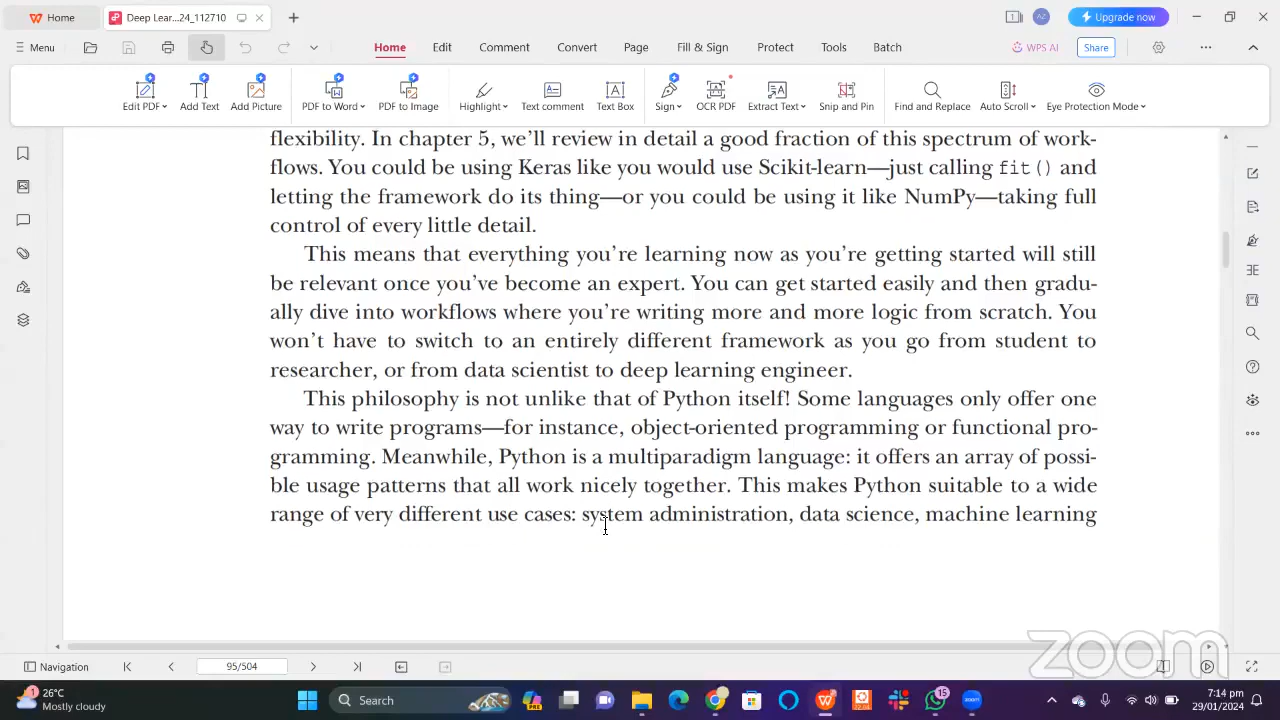 Home
Deep Lear...24_112710
Upgrade now
Menu
Home
Edit
Comment
Convert
Page
Fill & Sign
Protect
Tools
Batch
WPS AI
Share
Edit PDF
Add Text
Add Picture
PDF to Word
PDF to Image
Highlight
Text comment
Text Box
Sign
OCR PDF
Extract Text
Snip and Pin
Find and Replace
Auto Scroll
Eye Protection Mode
flexibility. In chapter 5, we’ll review in detail a good fraction of this spectrum of work-
flows. You could be using Keras like you would use Scikit-learn—just calling fit() and
letting the framework do its thing—or you could be using it like NumPy—taking full
control of every little detail.
This means that everything you’re learning now as you’re getting started will still
be relevant once you’ve become an expert. You can get started easily and then gradu-
ally dive into workflows where you’re writing more and more logic from scratch. You
won’t have to switch to an entirely different framework as you go from student to
researcher, or from data scientist to deep learning engineer.
This philosophy is not unlike that of Python itself! Some languages only offer one
way to write programs—for instance, object-oriented programming or functional pro-
gramming. Meanwhile, Python is a multiparadigm language: it offers an array of possi-
ble usage patterns that all work nicely together. This makes Python suitable to a wide
range of very different use cases: system administration, data science, machine learning
zoom
Navigation
95/504
1
26°C
Mostly cloudy
Search
PRE
15
7:14 pm
29/01/2024